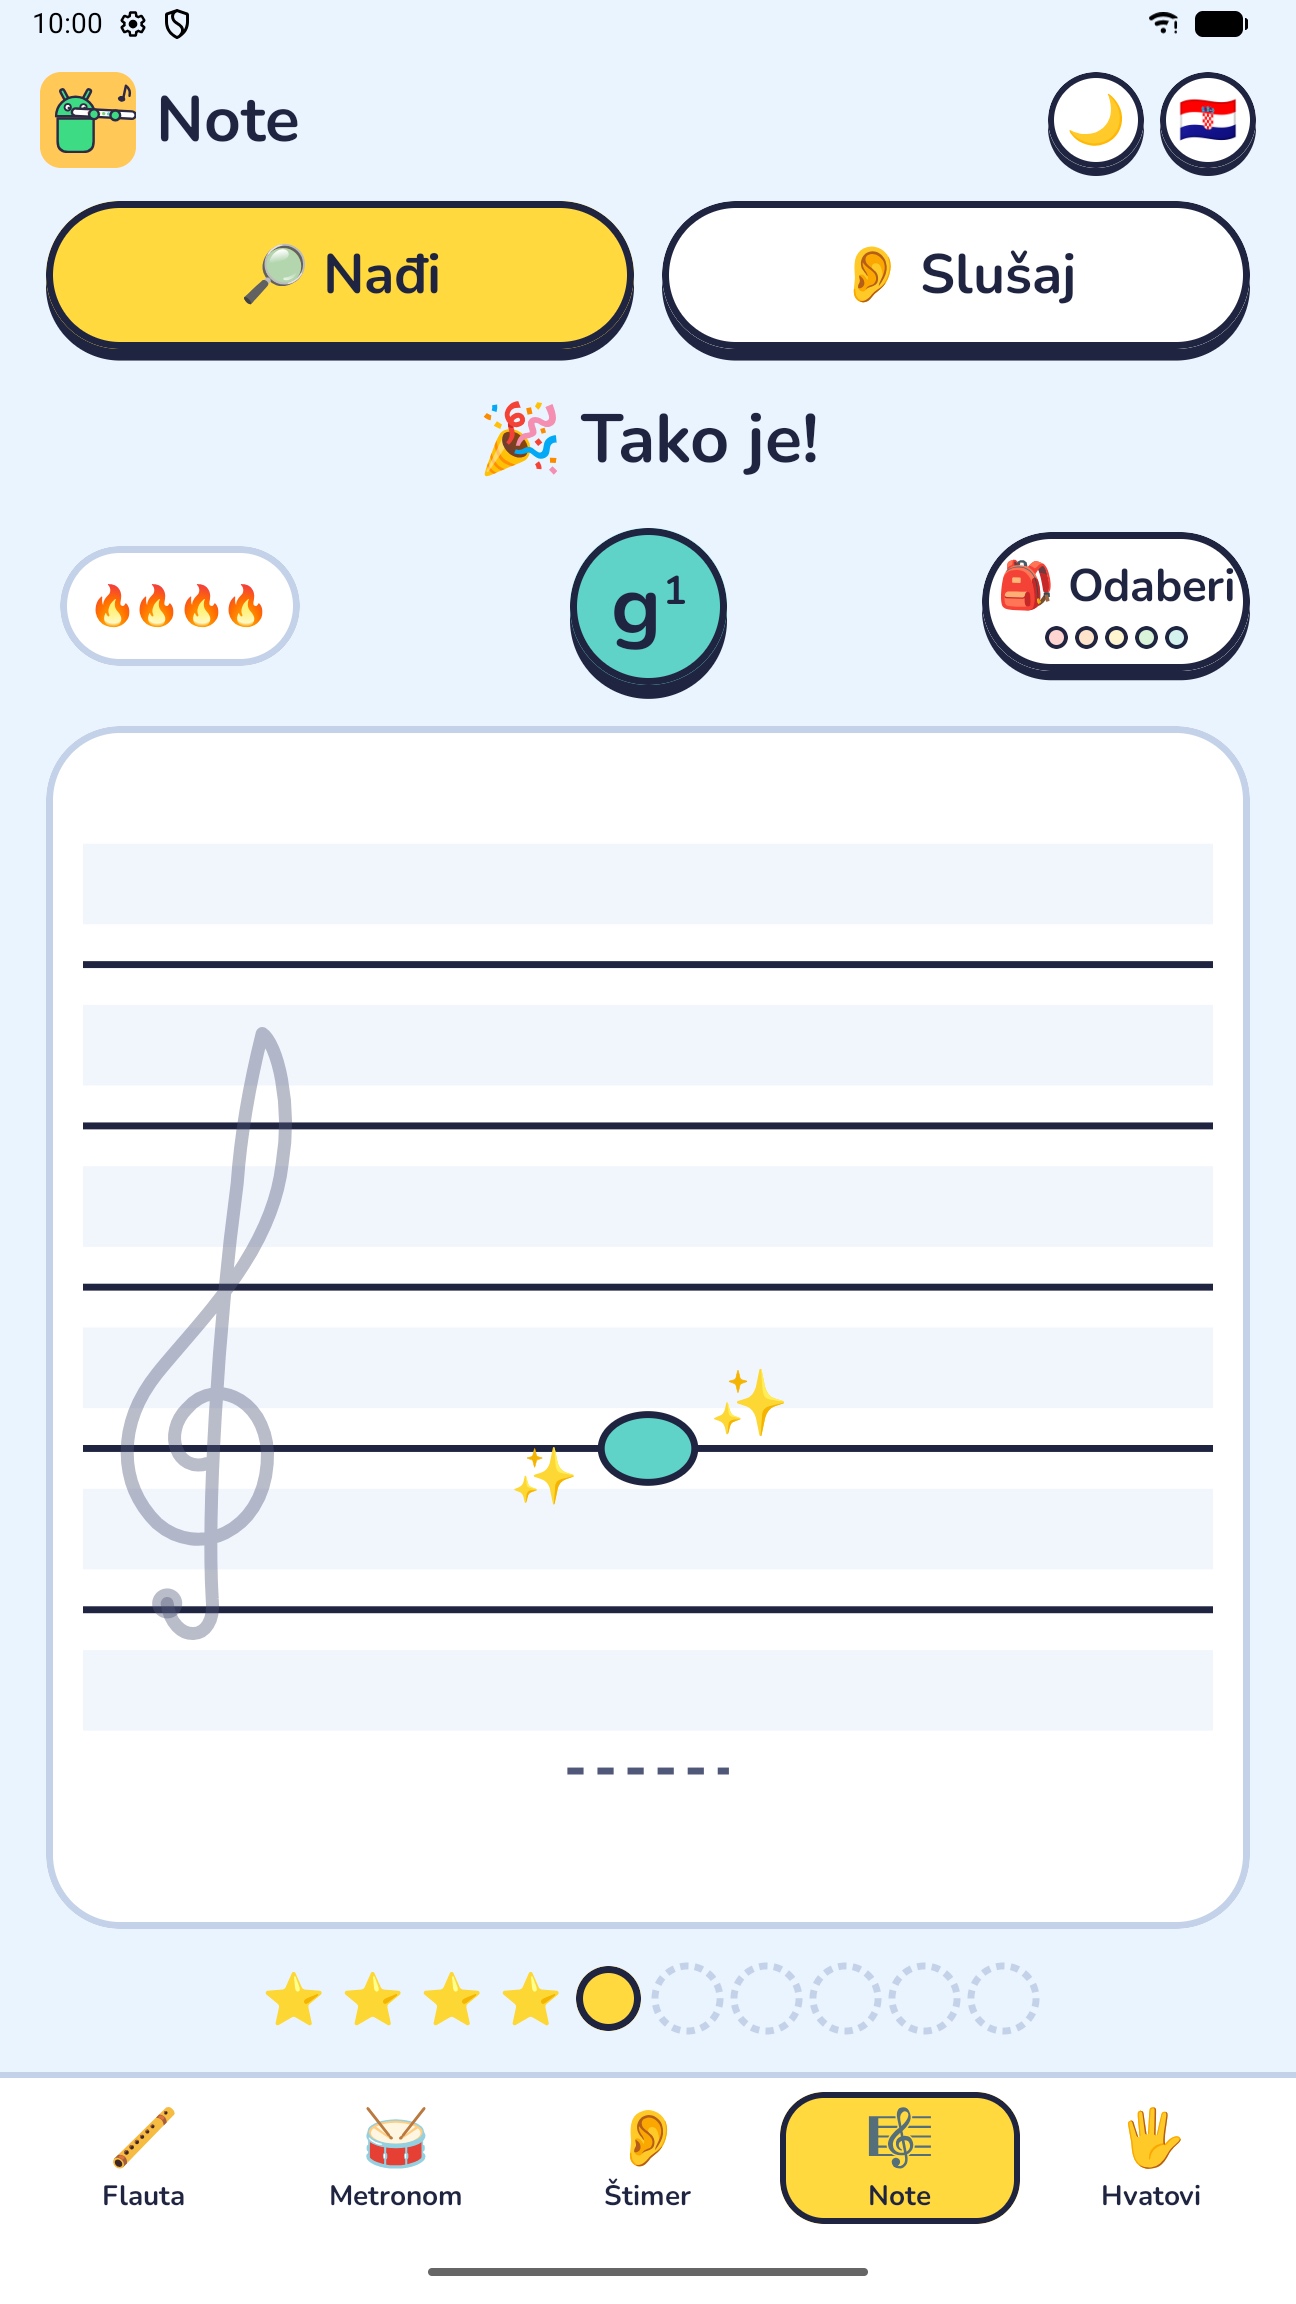 10:00
Note
Nađi
Slušaj
Tako je!
g¹
Odaberi
Flauta
Metronom
Štimer
Note
Hvatovi